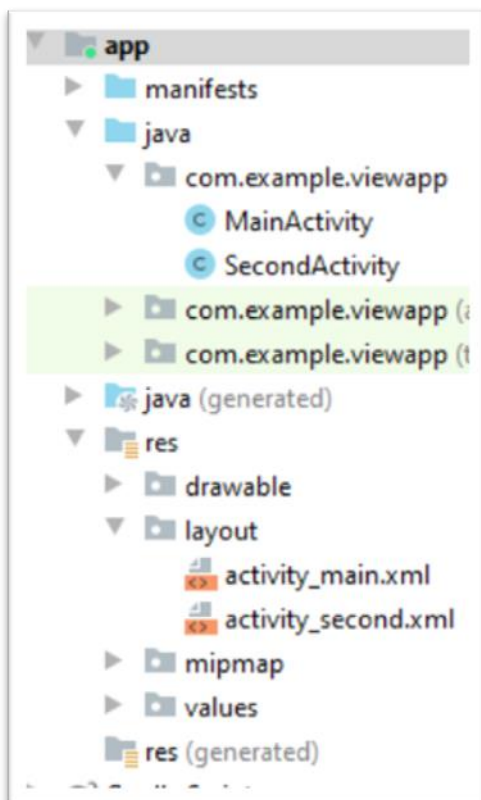 app
manifests
java
com.example.viewapp
MainActivity
SecondActivity
com.example.viewapp (a
com.example.viewapp (t
java (generated)
res
drawable
layout
activity_main.xml
activity_second.xml
mipmap
values
res (generated)